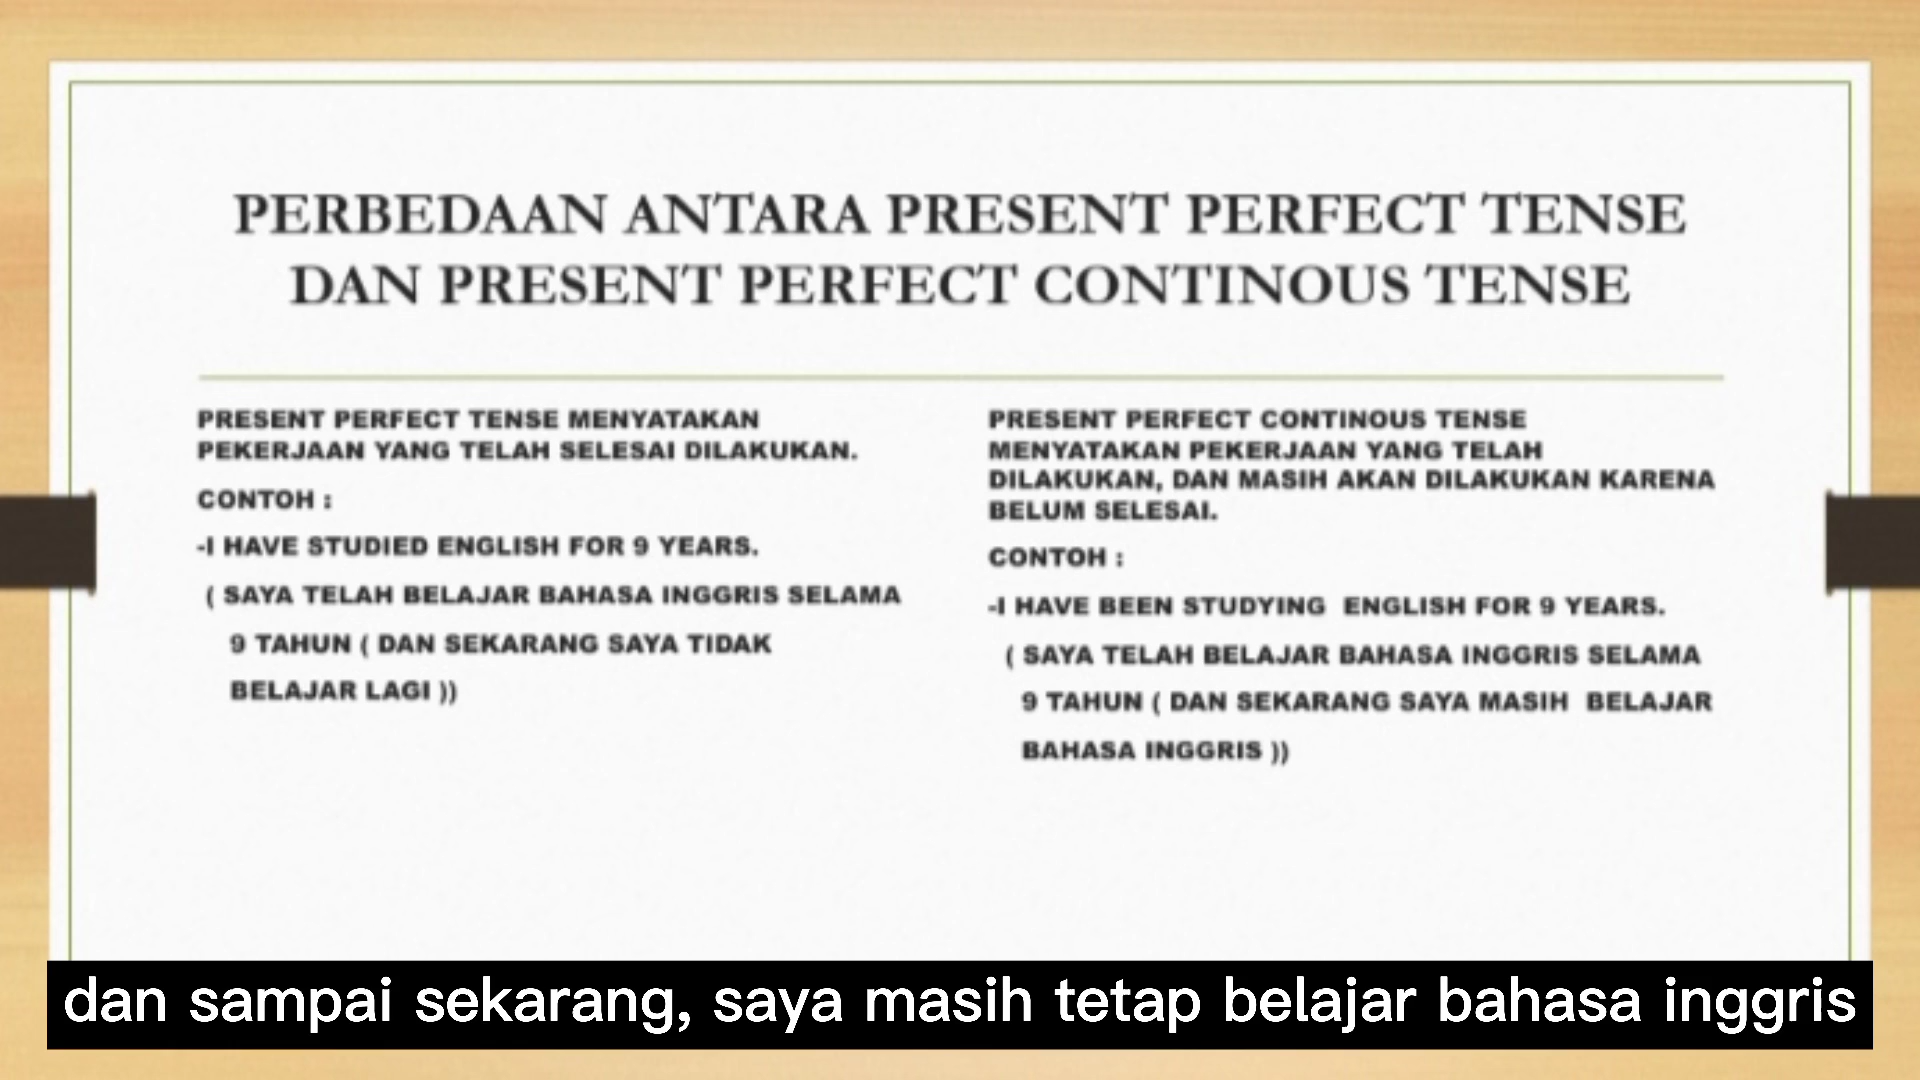 PERBEDAAN ANTARA PRESENT PERFECT TENSE
DAN PRESENT PERFECT CONTINOUS TENSE
PRESENT PERFECT TENSE MENYATAKAN
PEKERJAAN YANG TELAH SELESAI DILAKUKAN.
CONTOH :
-I HAVE STUDIED ENGLISH FOR 9 YEARS.
( SAYA TELAH BELAJAR BAHASA INGGRIS SELAMA
9 TAHUN ( DAN SEKARANG SAYA TIDAK
BELAJAR LAGI ))
PRESENT PERFECT CONTINOUS TENSE
MENYATAKAN PEKERJAAN YANG TELAH
DILAKUKAN, DAN MASIH AKAN DILAKUKAN KARENA
BELUM SELESAI.
CONTOH :
-I HAVE BEEN STUDYING ENGLISH FOR 9 YEARS.
( SAYA TELAH BELAJAR BAHASA INGGRIS SELAMA
9 TAHUN ( DAN SEKARANG SAYA MASIH BELAJAR
BAHASA INGGRIS ))
dan sampai sekarang, saya masih tetap belajar bahasa inggris